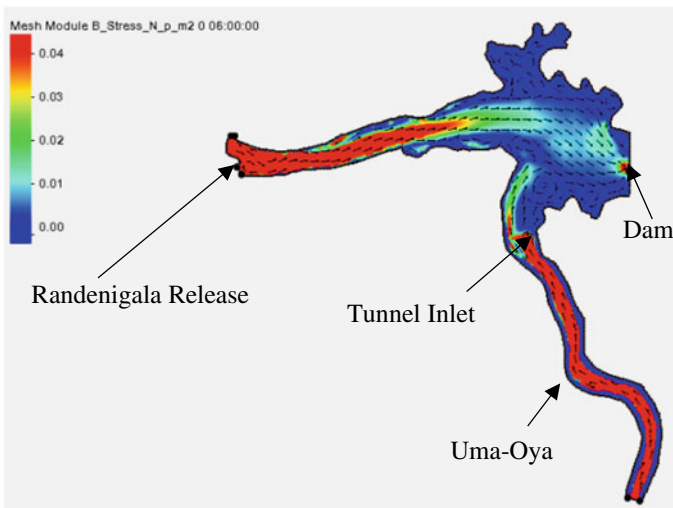 Mesh Module B_Stress_N_p_m2 0 06:00:00
0.04
0.03
0.02
0.01
0.00
Dam
Randenigala Release
Tunnel Inlet
Uma-Oya